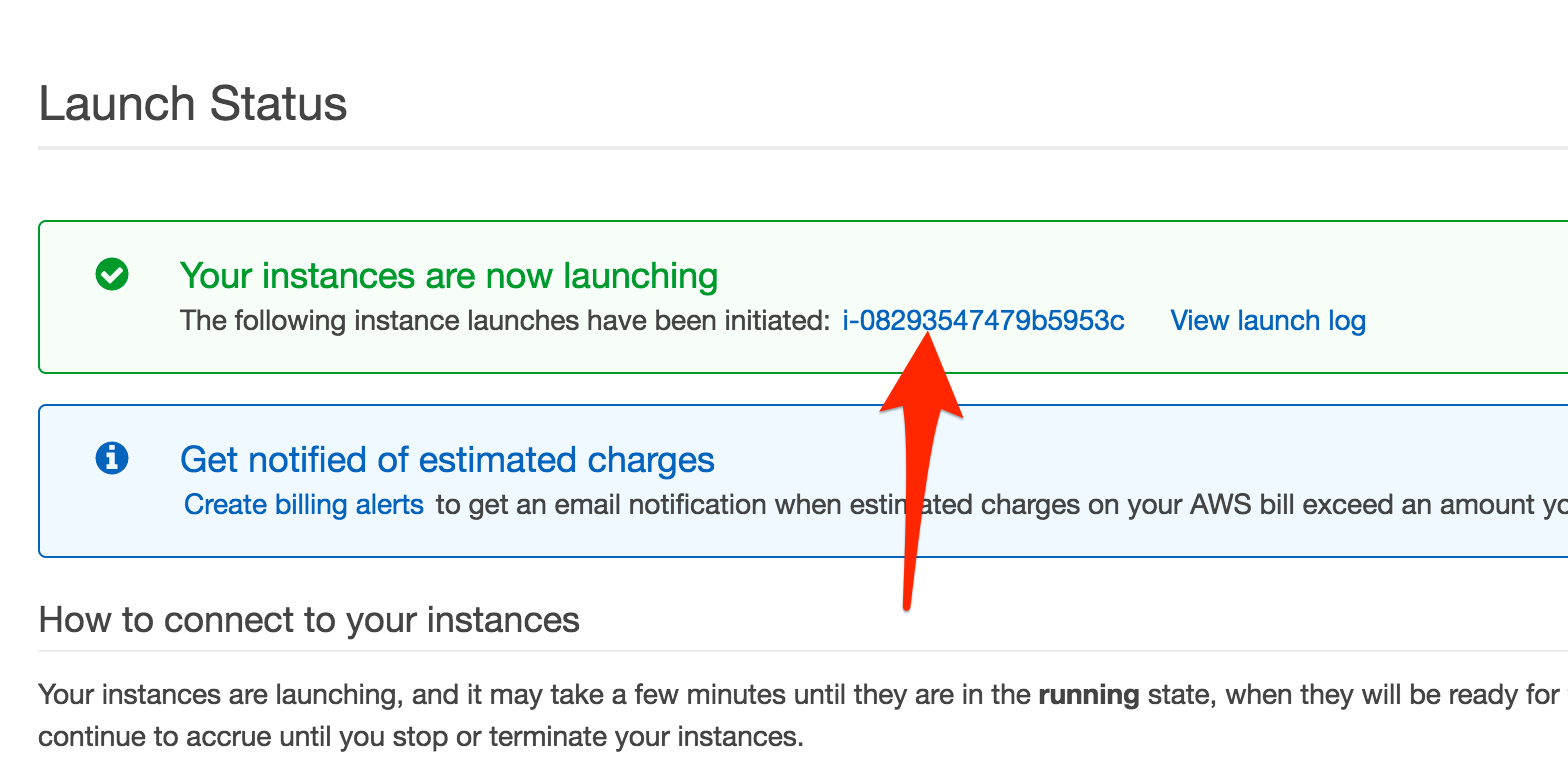 Launch Status
Your instances are now launching
The following instance launches have been initiated: i-08293547479b5953c View launch log
Get notified of estimated charges
Create billing alerts to get an email notification when estimated charges on your AWS bill exceed an amount
How to connect to your instances
Your instances are launching, and it may take a few minutes until they are in the running state, when they will be ready for
continue to accrue until you stop or terminate your instances.